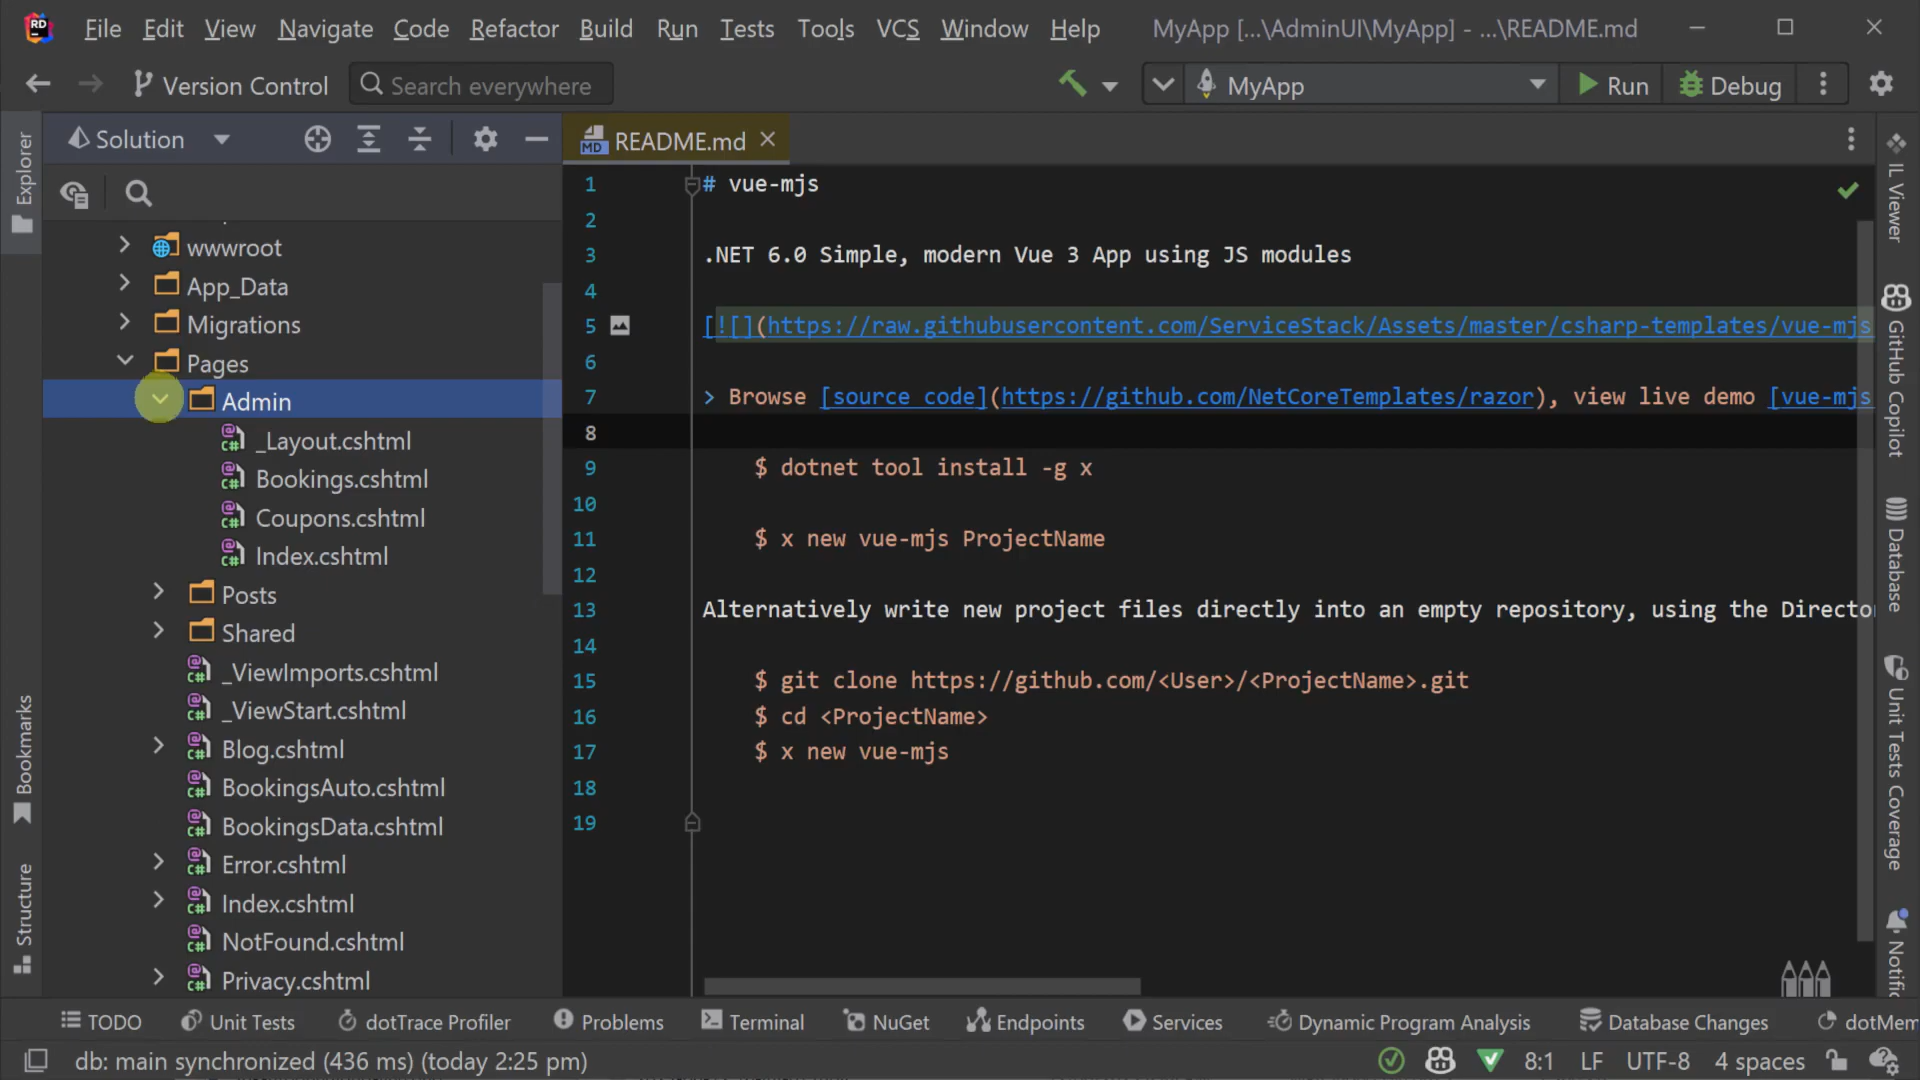 RD File Edit View Navigate Code Refactor Build Run Tests Tools VCS Window Help MyApp [...\AdminUI\MyApp] - ...\README.md
Version Control Search everywhere MyApp Run Debug
Explorer
Solution
MD README.md
IL Viewer
GitHub Copilot
Database
Unit Tests Coverage
wwwroot
App_Data
Migrations
Pages
Admin
_Layout.cshtml
Bookings.cshtml
Coupons.cshtml
Index.cshtml
Posts
Shared
_ViewImports.cshtml
_ViewStart.cshtml
Blog.cshtml
BookingsAuto.cshtml
BookingsData.cshtml
Error.cshtml
Index.cshtml
NotFound.cshtml
Privacy.cshtml
Bookmarks
Structure
1 # vue-mjs
2
3 .NET 6.0 Simple, modern Vue 3 App using JS modules
4
5 [![](https://raw.githubusercontent.com/ServiceStack/Assets/master/csharp-templates/vue-mjs
6
7 > Browse [source code](https://github.com/NetCoreTemplates/razor), view live demo [vue-mjs
8
9 $ dotnet tool install -g x
10
11 $ x new vue-mjs ProjectName
12
13 Alternatively write new project files directly into an empty repository, using the Directo
14
15 $ git clone https://github.com/<User>/<ProjectName>.git
16 $ cd <ProjectName>
17 $ x new vue-mjs
18
19
Notific
TODO Unit Tests dotTrace Profiler Problems Terminal NuGet Endpoints Services Dynamic Program Analysis Database Changes dotMem
db: main synchronized (436 ms) (today 2:25 pm) 8:1 LF UTF-8 4 spaces